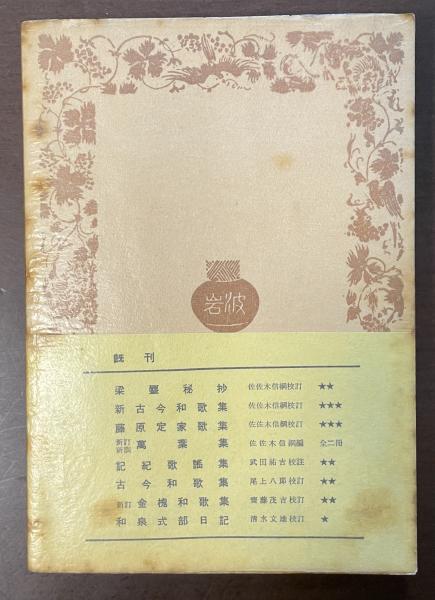 岩波
既刊
梁塵秘抄 佐佐木信綱校訂 ★★
新古今和歌集 佐佐木信綱校訂 ★★★
藤原定家歌集 佐佐木信綱校訂 ★★★
新訂新訓 萬葉集 佐佐木信綱編 全二冊
記紀歌謠集 武田祐吉校註 ★★
古今和歌集 尾上八郎校訂 ★★
新訂 金槐和歌集 齋藤茂吉校訂 ★★
和泉式部日記 清水文雄校訂 ★